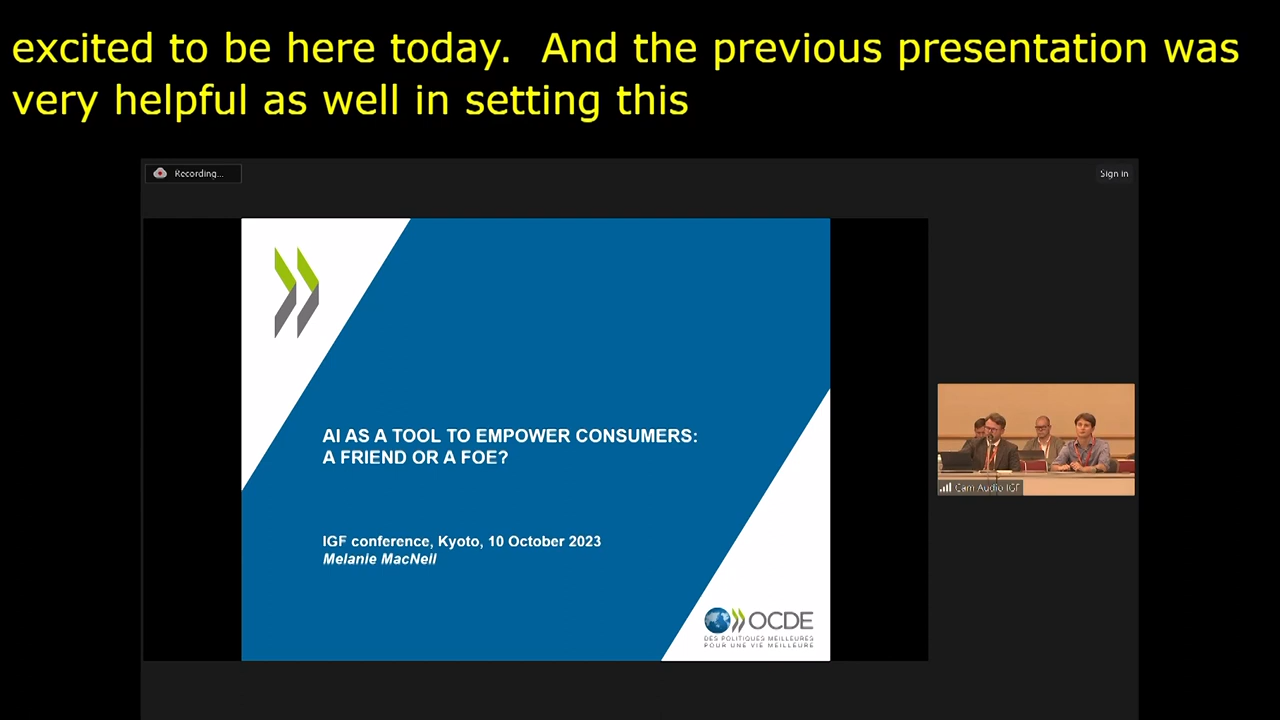 excited to be here today.  And the previous presentation was
very helpful as well in setting this
Recording...
Sign in
AI AS A TOOL TO EMPOWER CONSUMERS:
A FRIEND OR A FOE?
IGF conference, Kyoto, 10 October 2023
Melanie MacNeil
OCDE
DES POLITIQUES MEILLEURES
POUR UNE VIE MEILLEURE
Cam Audio IGF